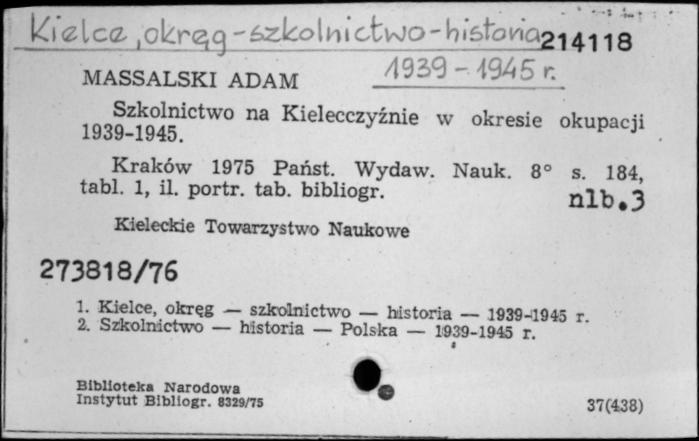 Kielce, okręg - szkolnictwo - historia 214118
1939 - 1945 r.
MASSALSKI ADAM
Szkolnictwo na Kielecczyźnie w okresie okupacji
1939-1945.
Kraków 1975 Państ. Wydaw. Nauk. 8° s. 184,
tabl. 1, il. portr. tab. bibliogr.
nlb.3
Kieleckie Towarzystwo Naukowe
273818/76
1. Kielce, okręg — szkolnictwo — historia — 1939-1945 r.
2. Szkolnictwo — historia — Polska — 1939-1945 r.
Biblioteka Narodowa
Instytut Bibliogr. 8329/75
37(438)